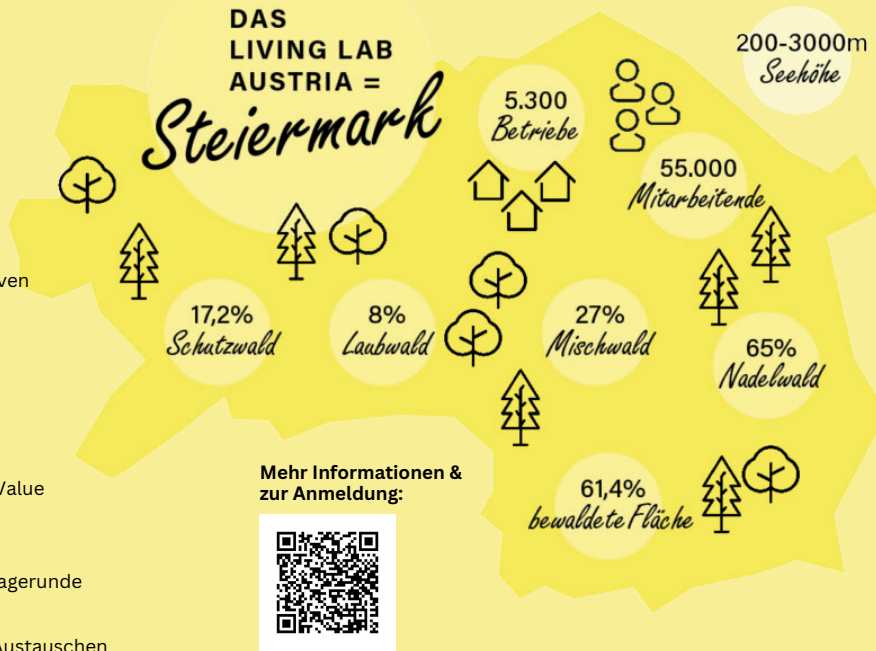 DAS
LIVING LAB
AUSTRIA =
Steiermark
200-3000m
Seehöhe
5.300
Betriebe
55.000
Mitarbeitende
ven
17,2%
Schutzwald
8%
Laubwald
27%
Mischwald
65%
Nadelwald
Mehr Informationen &
zur Anmeldung:
Value
61,4%
bewaldete Fläche
agerunde
Austauschen